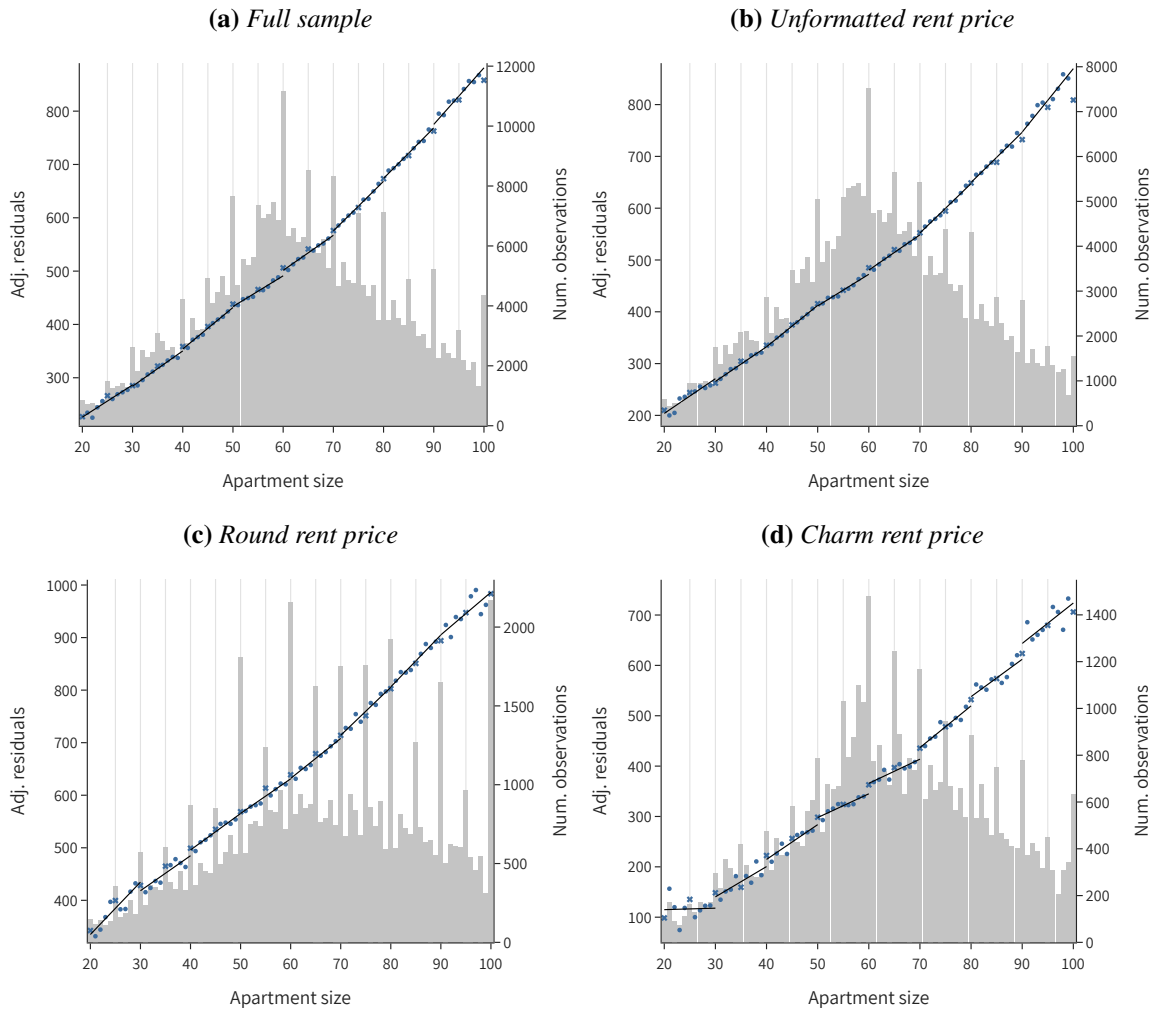 (a) Full sample
(b) Unformatted rent price
Adj. residuals
800
700
600
500
400
300
12000
10000
8000
6000
4000
2000
0
Num. observations
20 30 40 50 60 70 80 90 100
Apartment size
Adj. residuals
800
700
600
500
400
300
200
8000
7000
6000
5000
4000
3000
2000
1000
0
Num. observations
20 30 40 50 60 70 80 90 100
Apartment size
(c) Round rent price
(d) Charm rent price
Adj. residuals
1000
900
800
700
600
500
400
2000
1500
1000
500
0
Num. observations
20 30 40 50 60 70 80 90 100
Apartment size
Adj. residuals
700
600
500
400
300
200
100
1400
1200
1000
800
600
400
200
0
Num. observations
20 30 40 50 60 70 80 90 100
Apartment size